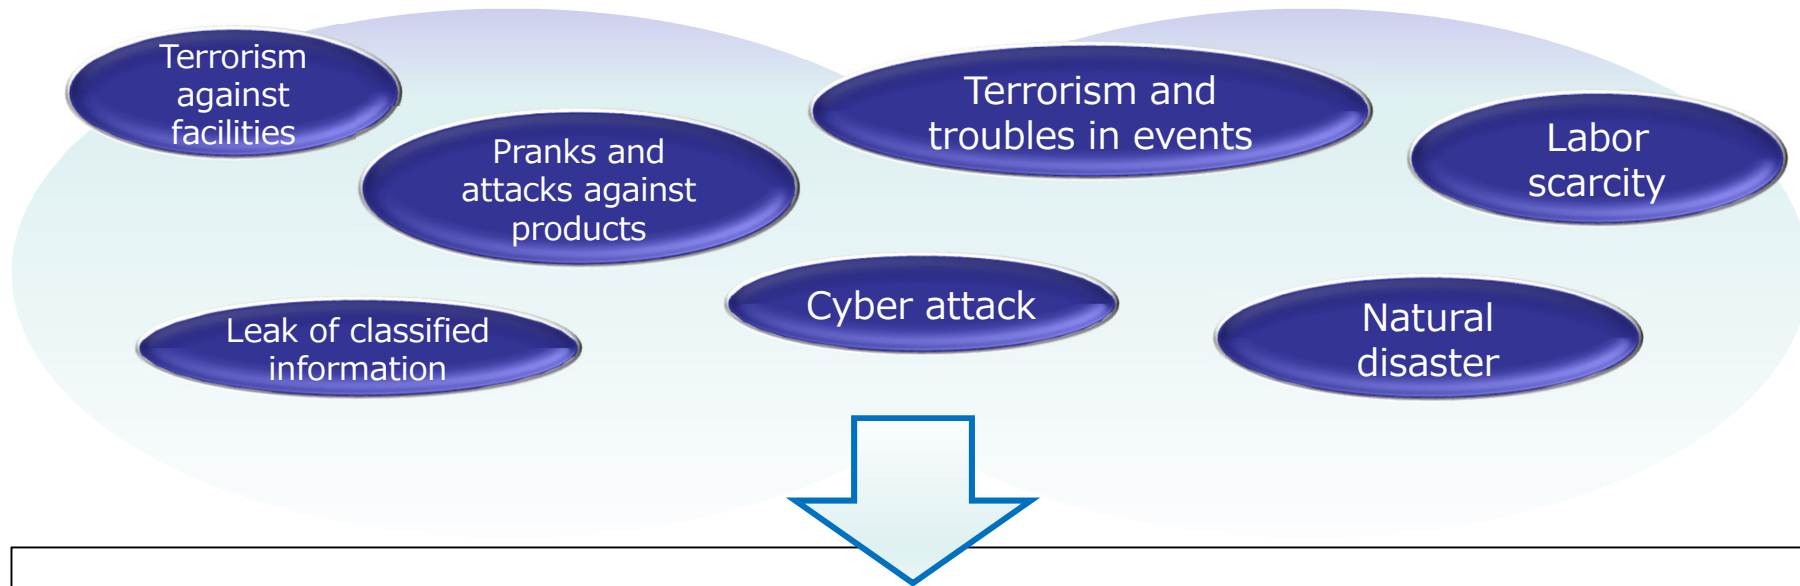 Terrorism
against
facilities
Pranks and
attacks against
products
Terrorism and
troubles in events
Labor
scarcity
Leak of classified
information
Cyber attack
Natural
disaster